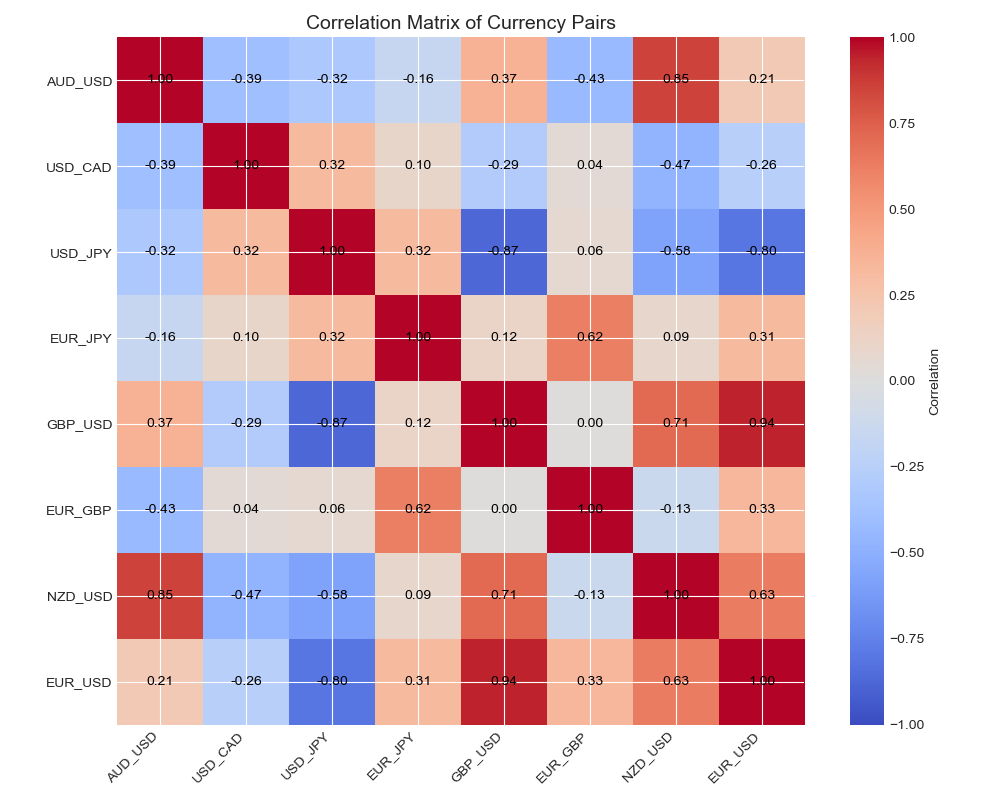 Correlation Matrix of Currency Pairs
AUD_USD 1.00 -0.39 -0.32 -0.16 0.37 -0.43 0.85 0.21
USD_CAD -0.39 1.00 0.32 0.10 -0.29 0.04 -0.47 -0.26
USD_JPY -0.32 0.32 1.00 0.32 -0.87 0.06 -0.58 -0.80
EUR_JPY -0.16 0.10 0.32 1.00 0.12 0.62 0.09 0.31
GBP_USD 0.37 -0.29 -0.87 0.12 1.00 0.00 0.71 0.94
EUR_GBP -0.43 0.04 0.06 0.62 0.00 1.00 -0.13 0.33
NZD_USD 0.85 -0.47 -0.58 0.09 0.71 -0.13 1.00 0.63
EUR_USD 0.21 -0.26 -0.80 0.31 0.94 0.33 0.63 1.00
AUD_USD USD_CAD USD_JPY EUR_JPY GBP_USD EUR_GBP NZD_USD EUR_USD
1.00
0.75
0.50
0.25
0.00
−0.25
−0.50
−0.75
−1.00
Correlation